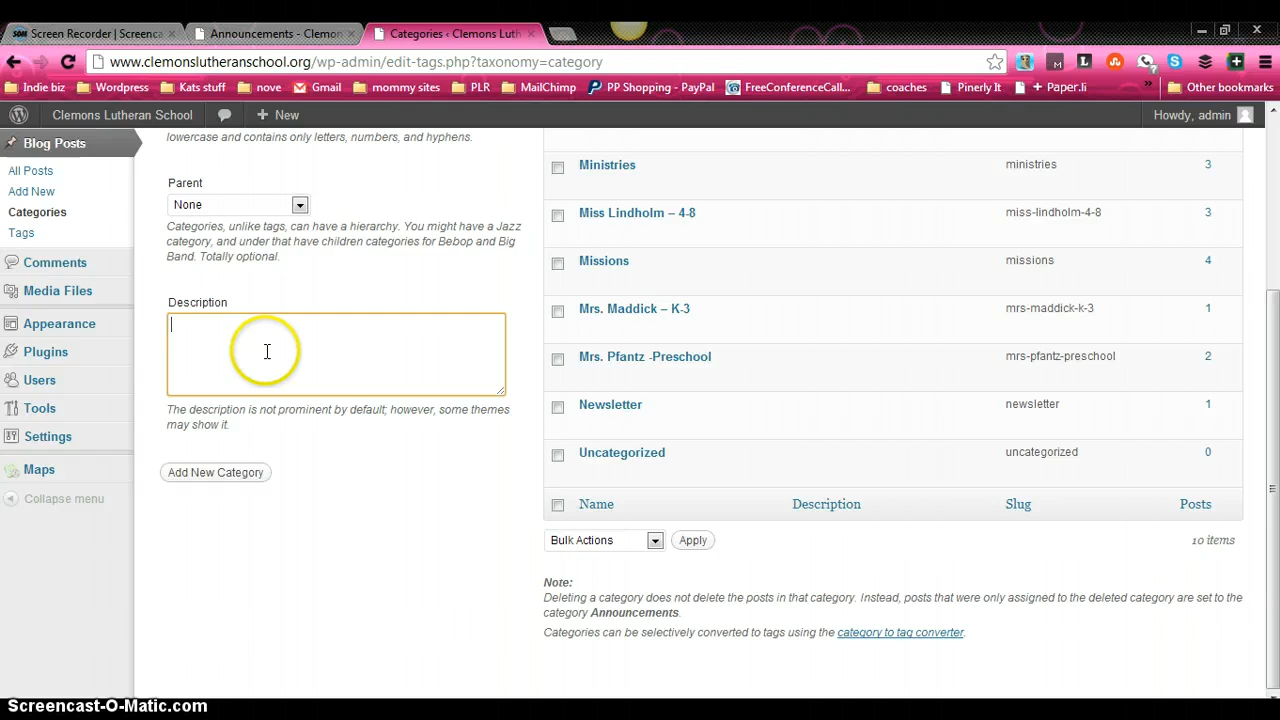 Screen Recorder | Screenca
Announcements - Clemon
Categories ‹ Clemons Luth
www.clemonslutheranschool.org/wp-admin/edit-tags.php?taxonomy=category
Indie biz
Wordpress
Kats stuff
nove
Gmail
mommy sites
PLR
MailChimp
PP Shopping - PayPal
FreeConferenceCall...
coaches
Pinerly It
+ Paper.li
»
Other bookmarks
Clemons Lutheran School
+ New
Howdy, admin
Blog Posts
All Posts
Add New
Categories
Tags
Comments
Media Files
Appearance
Plugins
Users
Tools
Settings
Maps
Collapse menu
lowercase and contains only letters, numbers, and hyphens.
Parent
None
Categories, unlike tags, can have a hierarchy. You might have a Jazz
category, and under that have children categories for Bebop and Big
Band. Totally optional.
Description
The description is not prominent by default; however, some themes
may show it.
Add New Category
Ministries ministries 3
Miss Lindholm – 4-8 miss-lindholm-4-8 3
Missions missions 4
Mrs. Maddick – K-3 mrs-maddick-k-3 1
Mrs. Pfantz -Preschool mrs-pfantz-preschool 2
Newsletter newsletter 1
Uncategorized uncategorized 0
Name Description Slug Posts
Bulk Actions Apply 10 items
Note:
Deleting a category does not delete the posts in that category. Instead, posts that were only assigned to the deleted category are set to the
category Announcements.
Categories can be selectively converted to tags using the category to tag converter.
Screencast-O-Matic.com